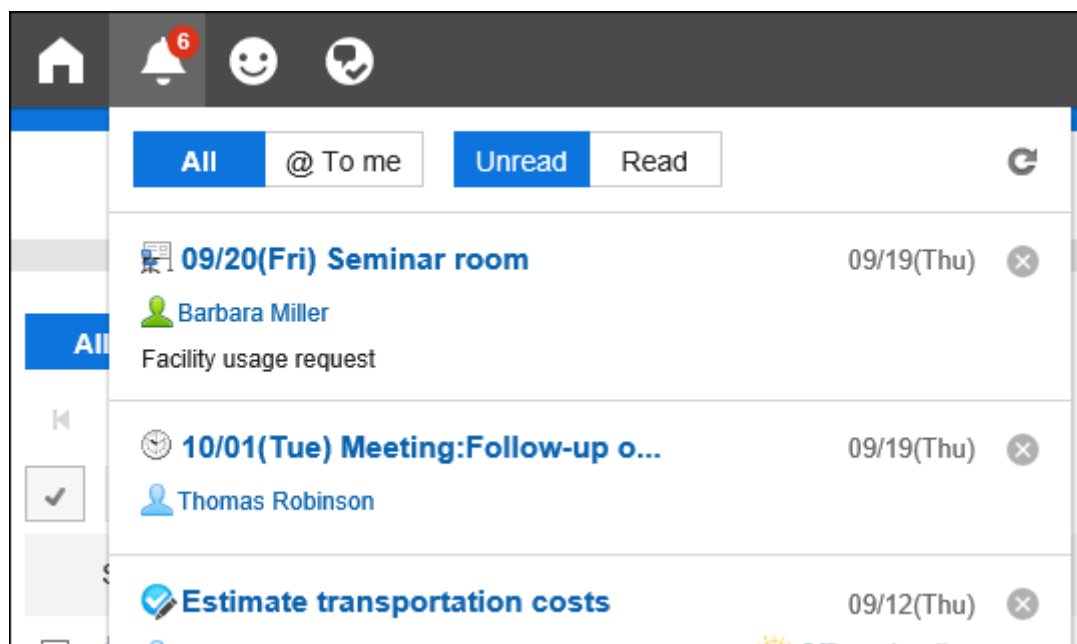 6
All @ To me Unread Read
09/20(Fri) Seminar room 09/19(Thu)
Barbara Miller
All
Facility usage request
10/01(Tue) Meeting:Follow-up o... 09/19(Thu)
Thomas Robinson
S
Estimate transportation costs 09/12(Thu)